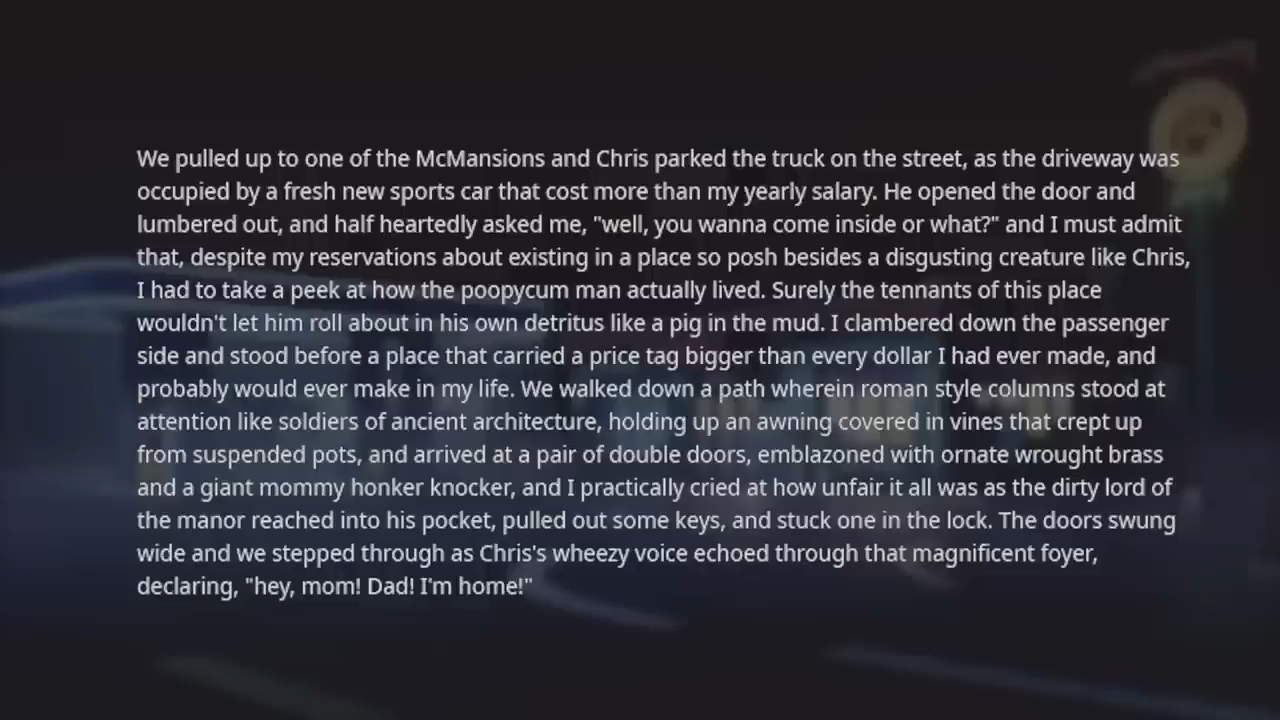 We pulled up to one of the McMansions and Chris parked the truck on the street, as the driveway was
occupied by a fresh new sports car that cost more than my yearly salary. He opened the door and
lumbered out, and half heartedly asked me, "well, you wanna come inside or what?" and I must admit
that, despite my reservations about existing in a place so posh besides a disgusting creature like Chris,
I had to take a peek at how the poopycum man actually lived. Surely the tennants of this place
wouldn't let him roll about in his own detritus like a pig in the mud. I clambered down the passenger
side and stood before a place that carried a price tag bigger than every dollar I had ever made, and
probably would ever make in my life. We walked down a path wherein roman style columns stood at
attention like soldiers of ancient architecture, holding up an awning covered in vines that crept up
from suspended pots, and arrived at a pair of double doors, emblazoned with ornate wrought brass
and a giant mommy honker knocker, and I practically cried at how unfair it all was as the dirty lord of
the manor reached into his pocket, pulled out some keys, and stuck one in the lock. The doors swung
wide and we stepped through as Chris's wheezy voice echoed through that magnificent foyer,
declaring, "hey, mom! Dad! I'm home!"